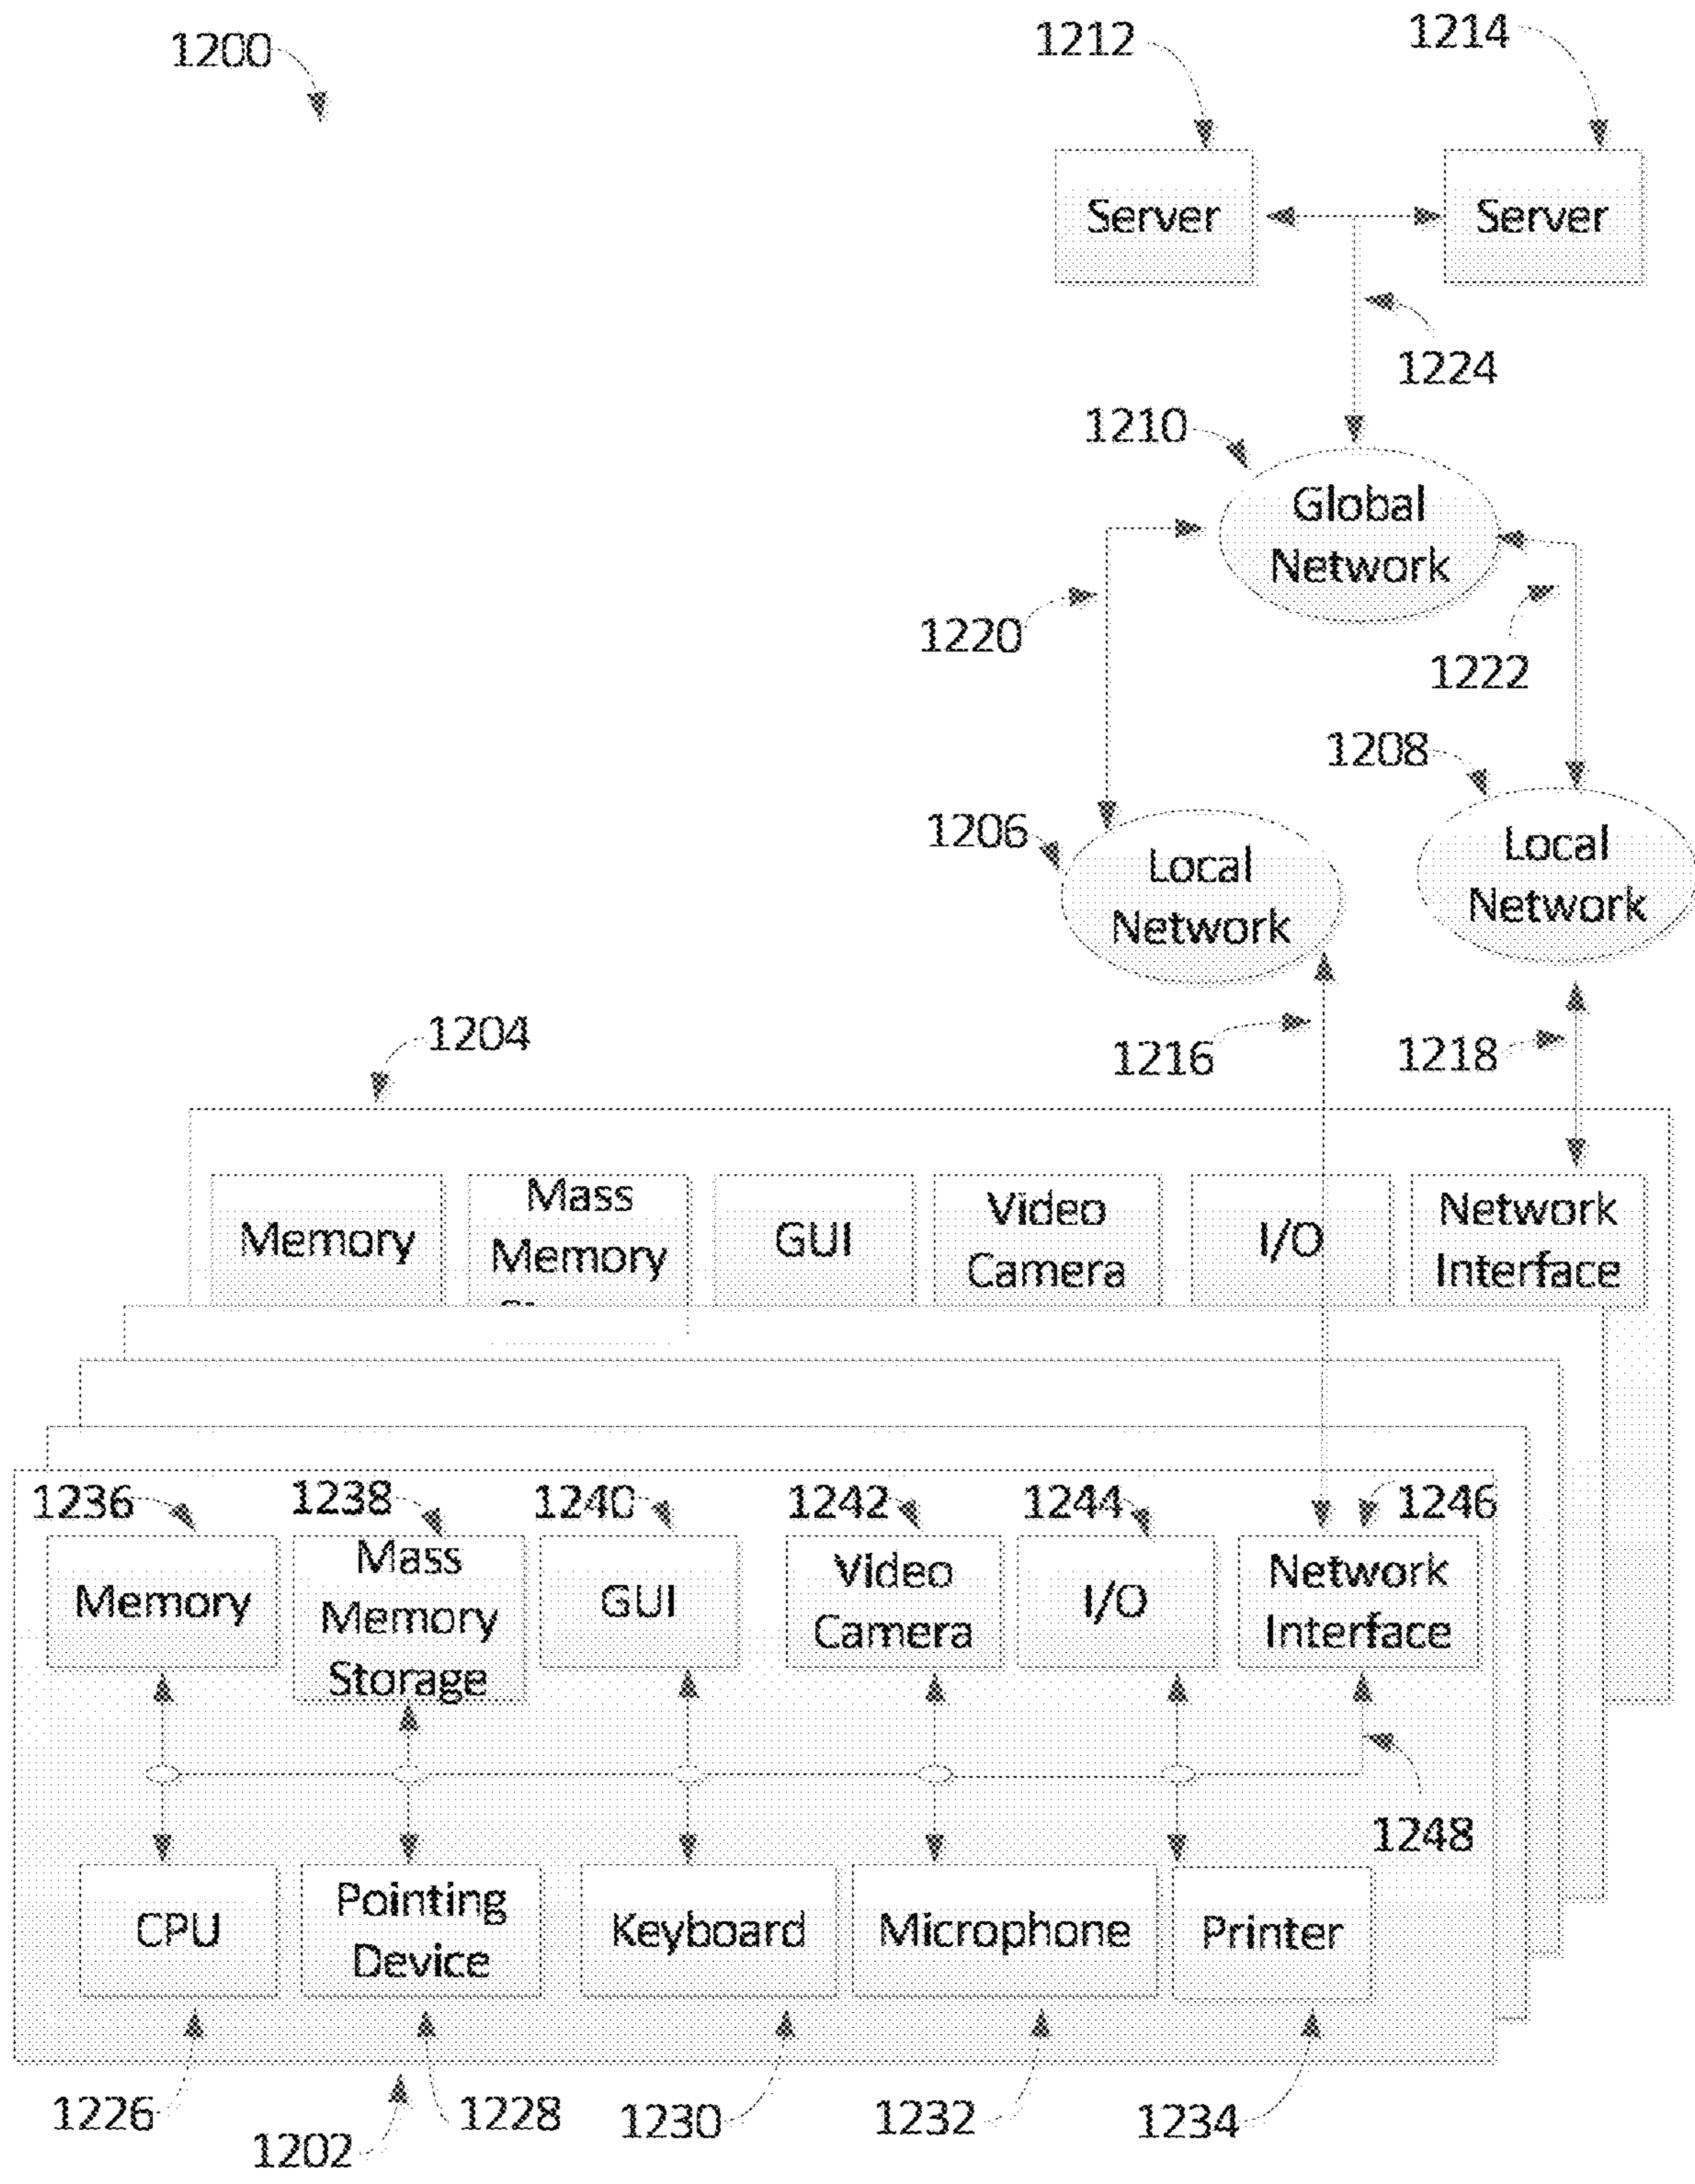 1200
1212
1214
Server
Server
1224
1210
Global
Network
1220
1222
1208
1206
Local
Network
Local
Network
1204
1216
1218
Memory
Mass
Memory
GUI
Video
Camera
I/O
Network
Interface
1236
1238
1240
1242
1244
1246
Memory
Mass
Memory
Storage
GUI
Video
Camera
I/O
Network
Interface
1248
CPU
Pointing
Device
Keyboard
Microphone
Printer
1226
1202
1228
1230
1232
1234